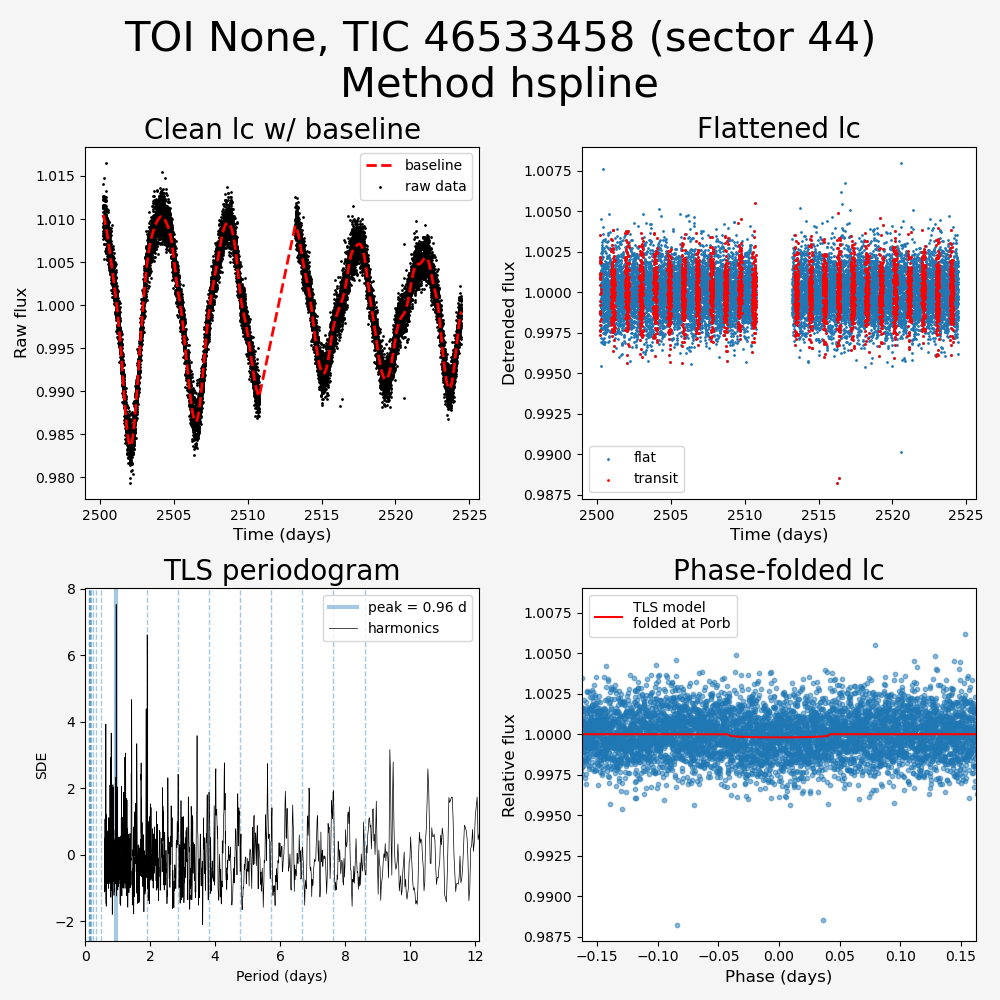 TOI None, TIC 46533458 (sector 44)
Method hspline
Clean lc w/ baseline
Raw flux
1.015
1.010
1.005
1.000
0.995
0.990
0.985
0.980
baseline
raw data
2500 2505 2510 2515 2520 2525
Time (days)
Flattened lc
Detrended flux
1.0075
1.0050
1.0025
1.0000
0.9975
0.9950
0.9925
0.9900
0.9875
flat
transit
2500 2505 2510 2515 2520 2525
Time (days)
TLS periodogram
SDE
8
6
4
2
0
−2
peak = 0.96 d
harmonics
0 2 4 6 8 10 12
Period (days)
Phase-folded lc
Relative flux
1.0075
1.0050
1.0025
1.0000
0.9975
0.9950
0.9925
0.9900
0.9875
TLS model
folded at Porb
−0.15 −0.10 −0.05 0.00 0.05 0.10 0.15
Phase (days)